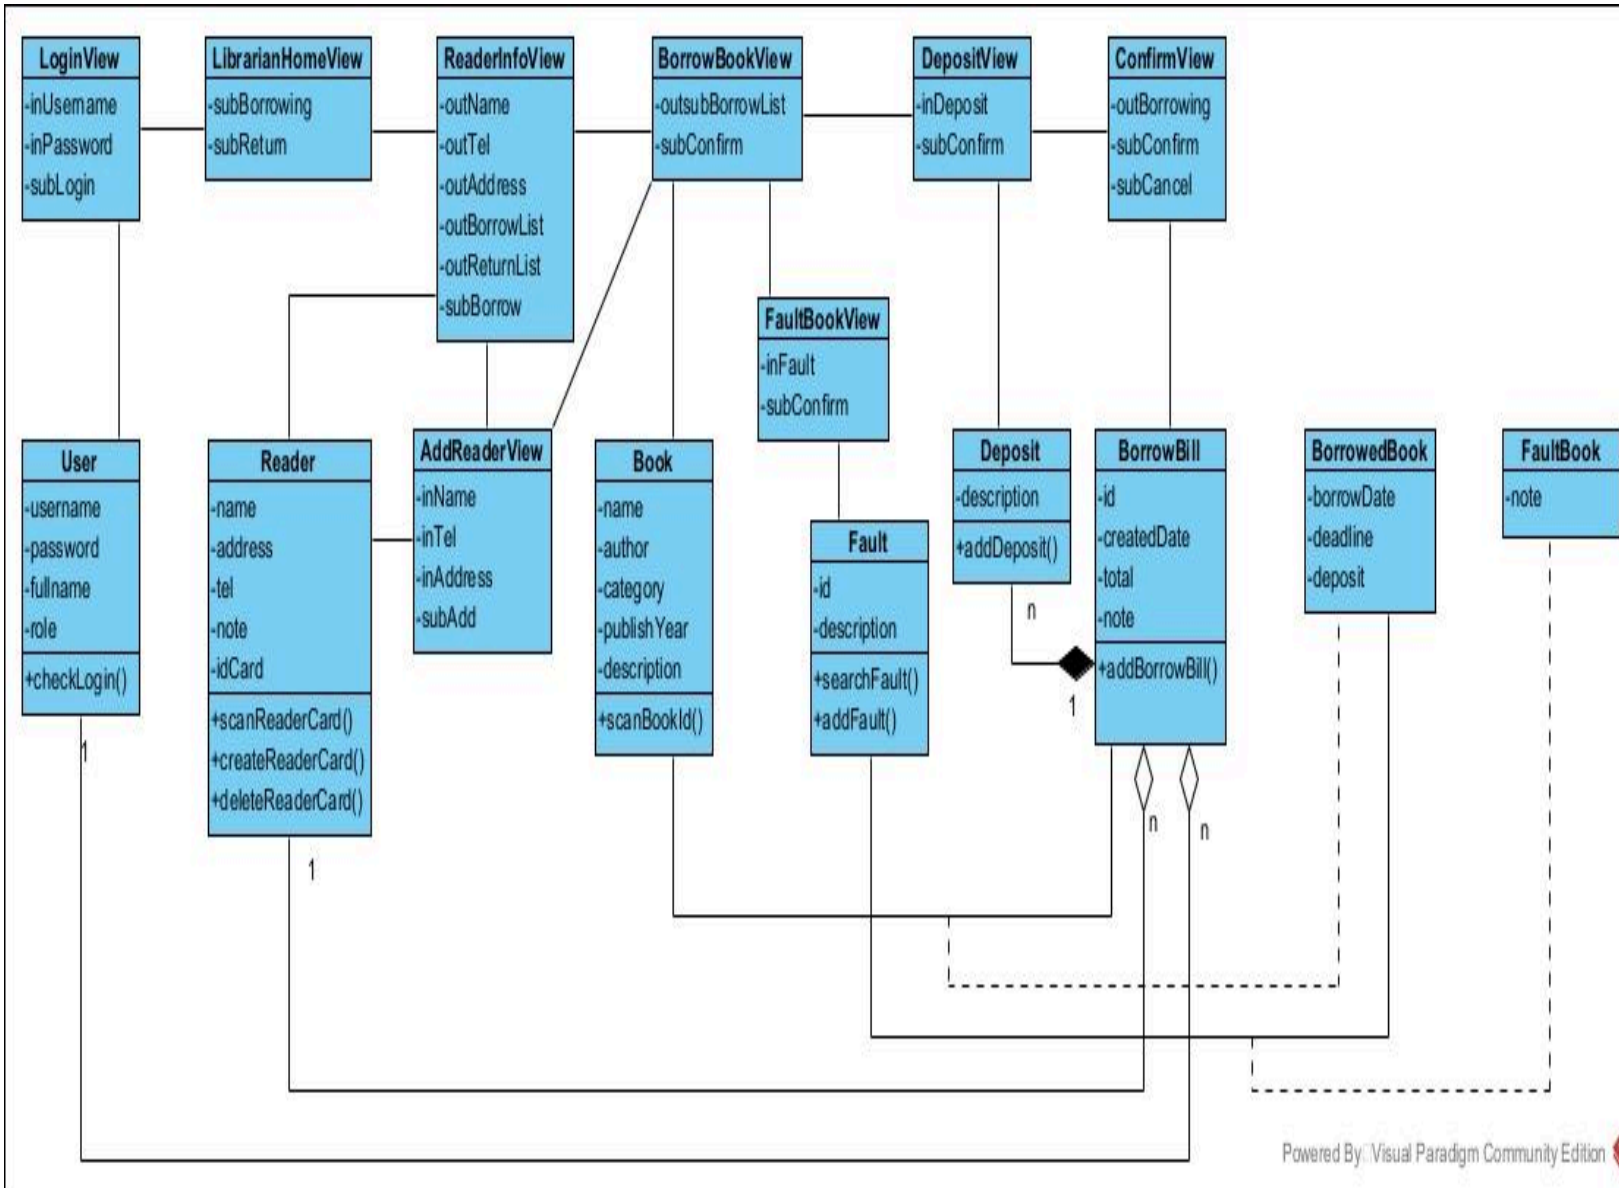 LoginView
-inUsername
-inPassword
-subLogin
LibrarianHomeView
-subBorrowing
-subReturn
ReaderInfoView
-outName
-outTel
-outAddress
-outBorrowList
-outReturnList
-subBorrow
BorrowBookView
-outsubBorrowList
-subConfirm
DepositView
-inDeposit
-subConfirm
ConfirmView
-outBorrowing
-subConfirm
-subCancel
FaultBookView
-inFault
-subConfirm
User
-username
-password
-fullname
-role
+checkLogin()
1
Reader
-name
-address
-tel
-note
-idCard
+scanReaderCard()
+createReaderCard()
+deleteReaderCard()
1
AddReaderView
-inName
-inTel
-inAddress
-subAdd
Book
-name
-author
-category
-publishYear
-description
+scanBookId()
Fault
-id
-description
+searchFault()
+addFault()
Deposit
-description
+addDeposit()
n
1
BorrowBill
-id
-createdDate
-total
-note
+addBorrowBill()
n
n
BorrowedBook
-borrowDate
-deadline
-deposit
FaultBook
-note
Powered By Visual Paradigm Community Edition